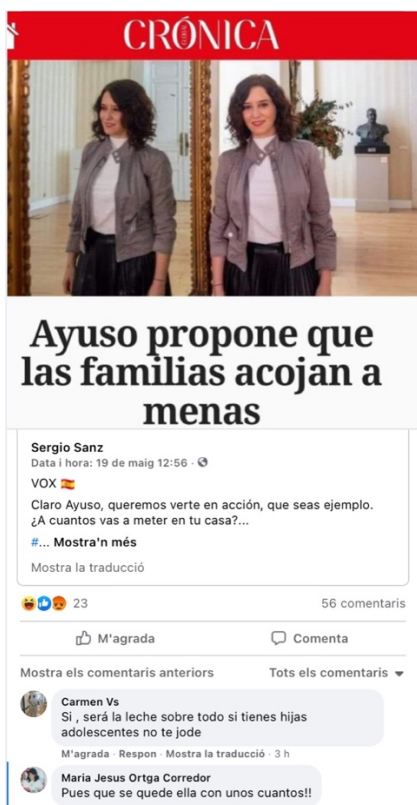 CRÓNICA
GLOBAL
Ayuso propone que
las familias acojan a
menas
Sergio Sanz
Data i hora: 19 de maig 12:56 ·
VOX 🇪🇸
Claro Ayuso, queremos verte en acción, que seas ejemplo.
¿A cuantos vas a meter en tu casa?...
#... Mostra'n més
Mostra la traducció
23
56 comentaris
M'agrada
Comenta
Mostra els comentaris anteriors
Tots els comentaris
Carmen Vs
Si , será la leche sobre todo si tienes hijas
adolescentes no te jode
M'agrada · Respon · Mostra la traducció · 3 h
Maria Jesus Ortga Corredor
Pues que se quede ella con unos cuantos!!